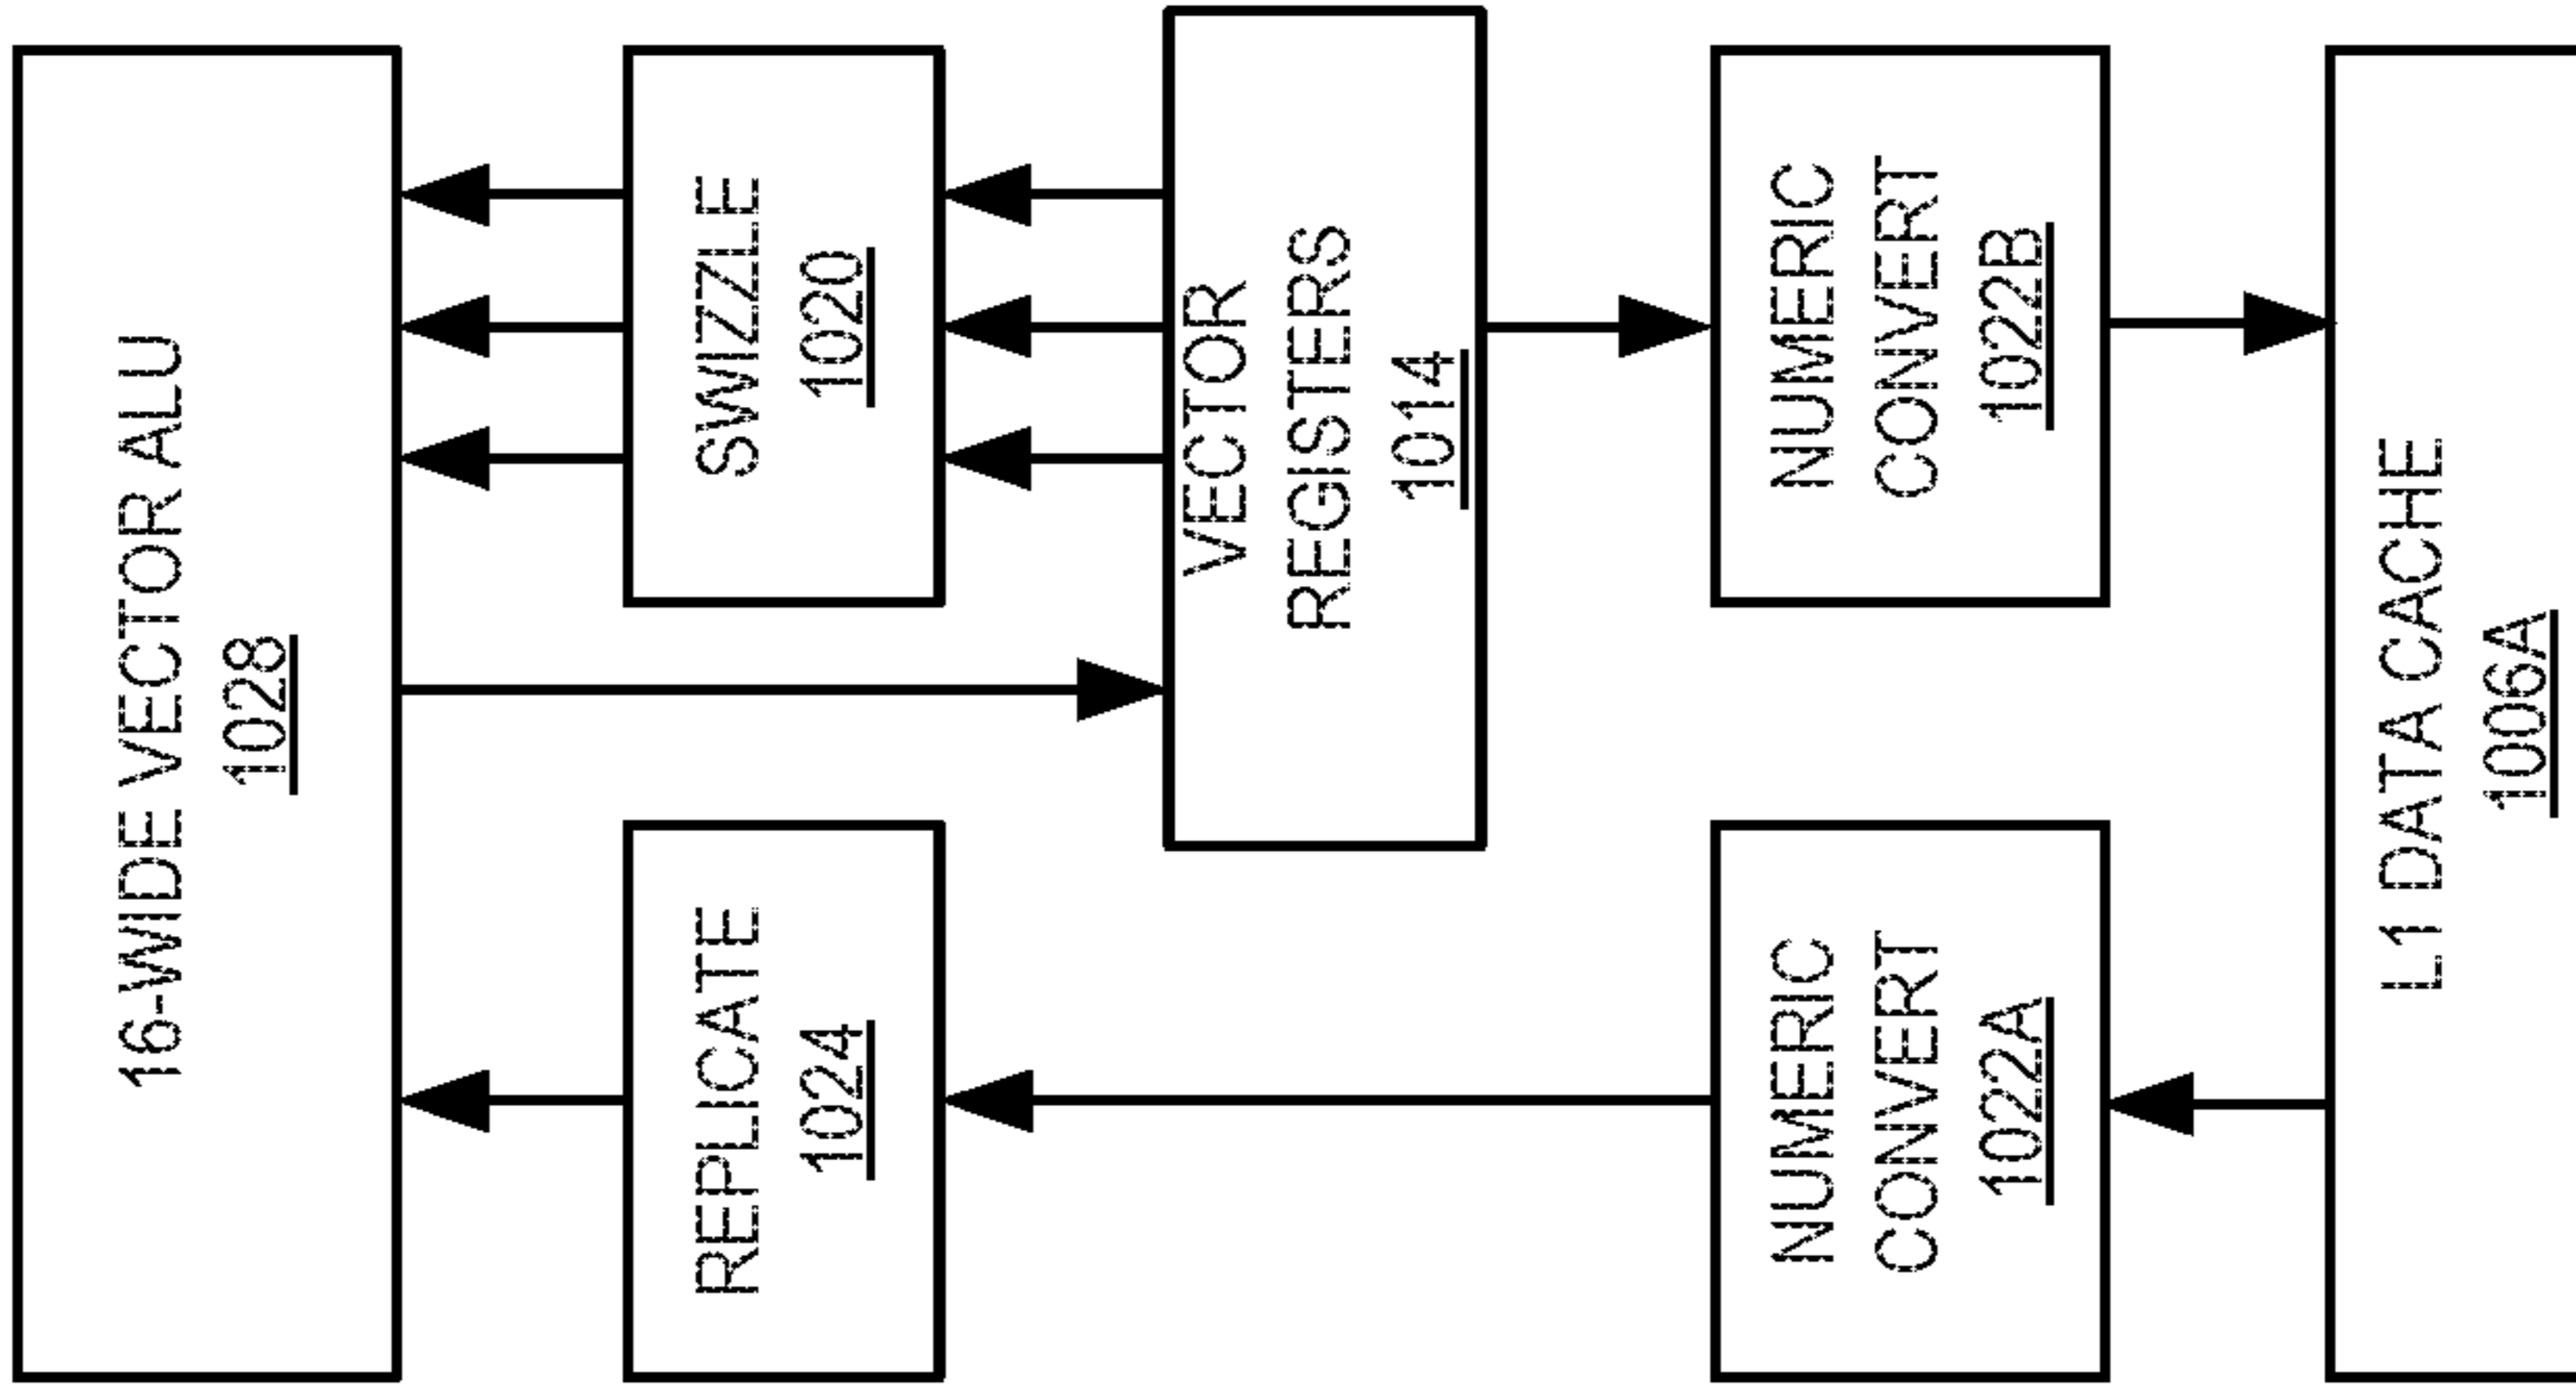 16-WIDE VECTOR ALU
1028
REPLICATE
1024
SWIZZLE
1020
VECTOR
REGISTERS
1014
NUMERIC
CONVERT
1022A
NUMERIC
CONVERT
1022B
L1 DATA CACHE
1006A